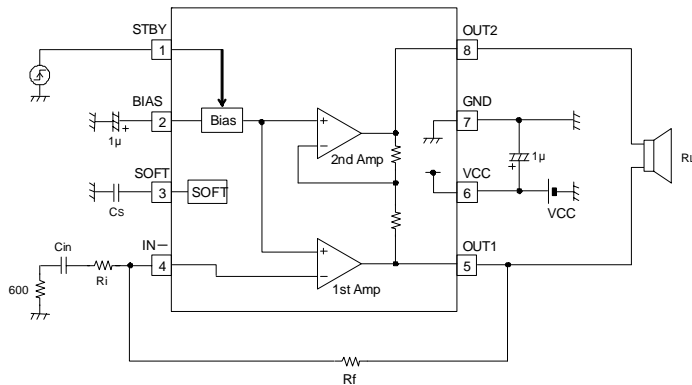 STBY
1
OUT2
8
BIAS
2
+
1μ
Bias
+
−
2nd Amp
GND
7
1μ
+
SOFT
3
SOFT
Cs
VCC
6
VCC
RL
IN−
4
Cin
Ri
600
+
−
1st Amp
OUT1
5
Rf